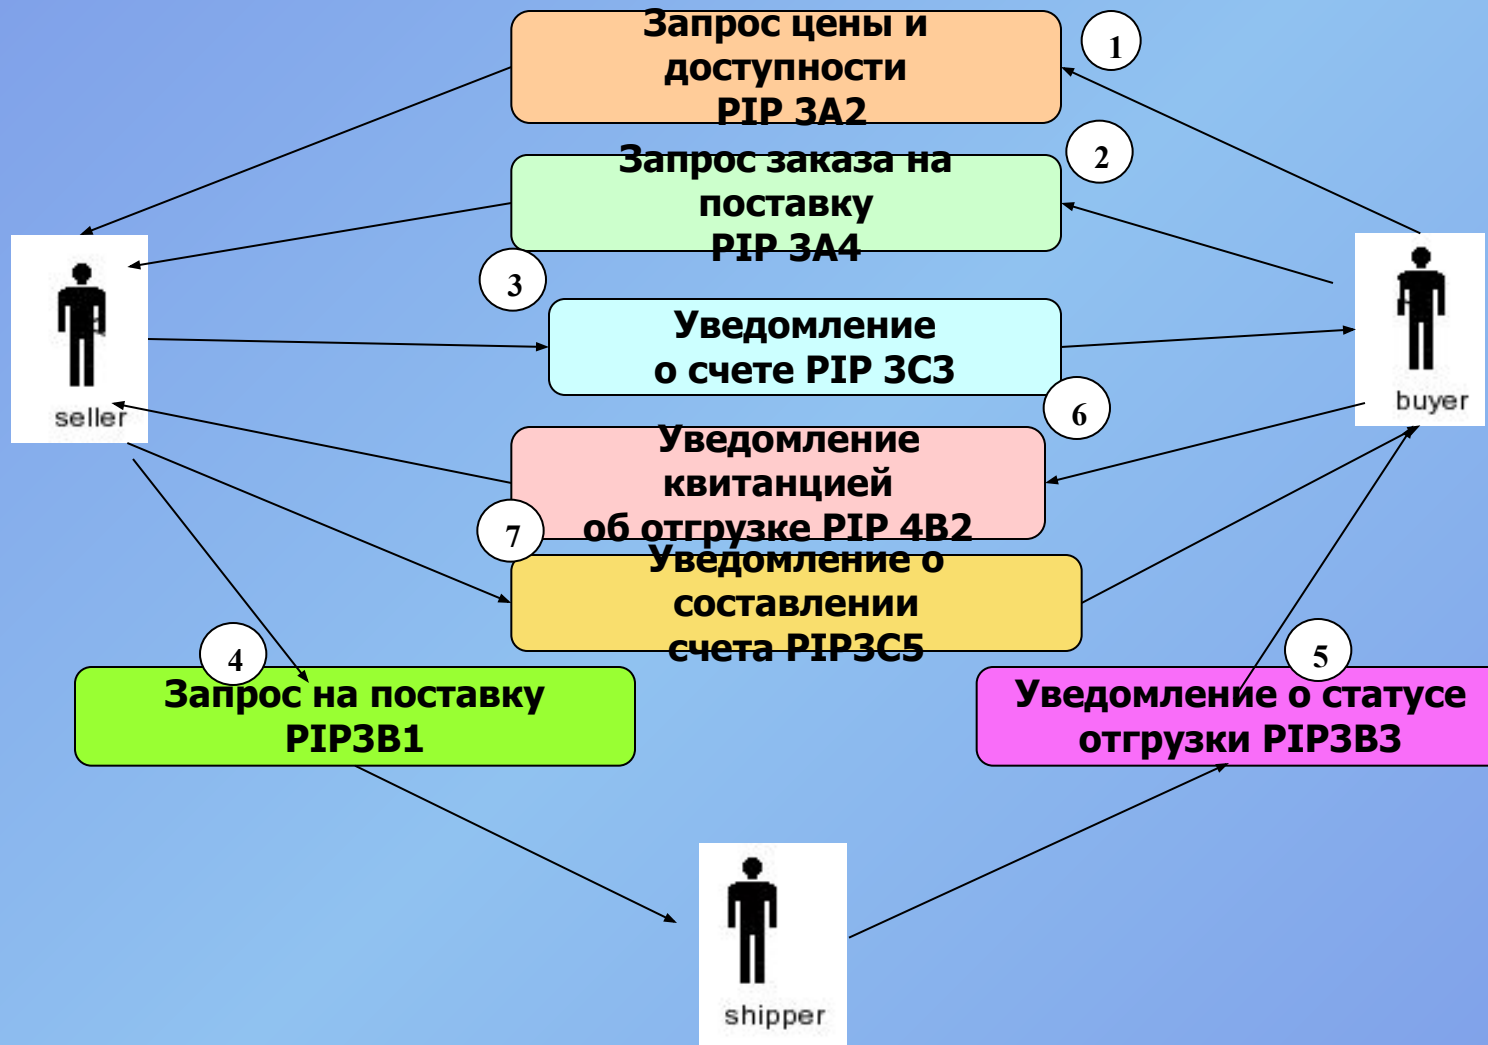 Запрос цены и
доступности
PIP 3A2
1
Запрос заказа на
поставку
PIP 3A4
2
3
Уведомление
о счете PIP 3C3
seller
buyer
6
Уведомление
квитанцией
об отгрузке PIP 4B2
7
Уведомление о
составлении
счета PIP3C5
4
Запрос на поставку
PIP3B1
5
Уведомление о статусе
отгрузки PIP3B3
shipper